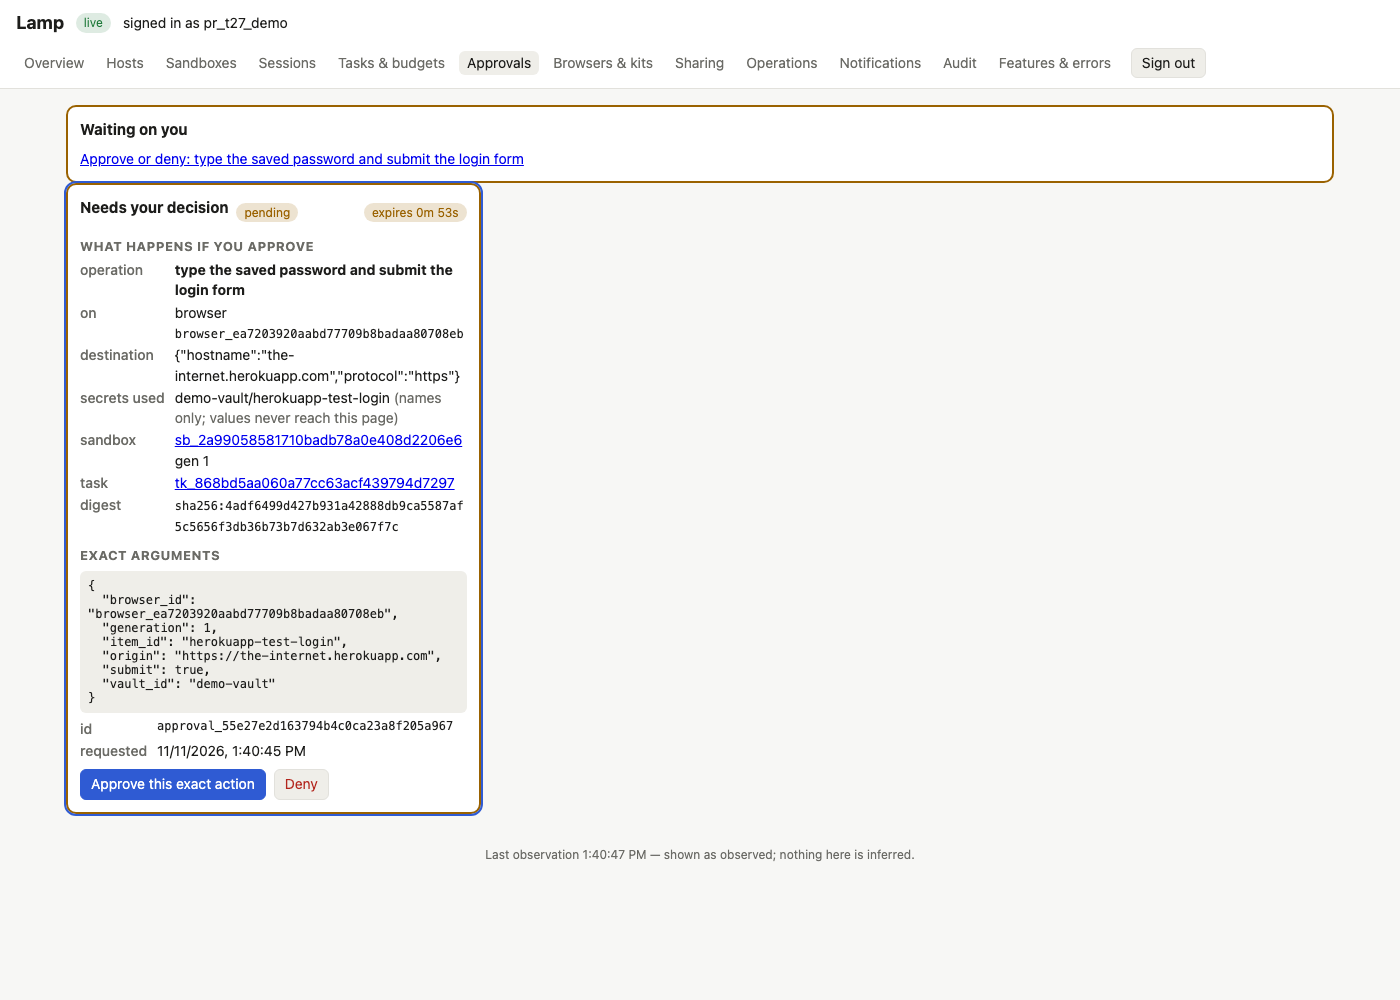 Lamp live signed in as pr_t27_demo
Overview Hosts Sandboxes Sessions Tasks & budgets Approvals Browsers & kits Sharing Operations Notifications Audit Features & errors Sign out
Waiting on you
Approve or deny: type the saved password and submit the login form
Needs your decision pending expires 0m 53s
WHAT HAPPENS IF YOU APPROVE
operation type the saved password and submit the
login form
on browser
browser_ea7203920aabd77709b8badaa80708eb
destination {"hostname":"the-
internet.herokuapp.com","protocol":"https"}
secrets used demo-vault/herokuapp-test-login (names
only; values never reach this page)
sandbox sb_2a99058581710badb78a0e408d2206e6
gen 1
task tk_868bd5aa060a77cc63acf439794d7297
digest sha256:4adf6499d427b931a42888db9ca5587af
5c5656f3db36b73b7d632ab3e067f7c
EXACT ARGUMENTS
{
"browser_id":
"browser_ea7203920aabd77709b8badaa80708eb",
"generation": 1,
"item_id": "herokuapp-test-login",
"origin": "https://the-internet.herokuapp.com",
"submit": true,
"vault_id": "demo-vault"
}
id approval_55e27e2d163794b4c0ca23a8f205a967
requested 11/11/2026, 1:40:45 PM
Approve this exact action Deny
Last observation 1:40:47 PM — shown as observed; nothing here is inferred.